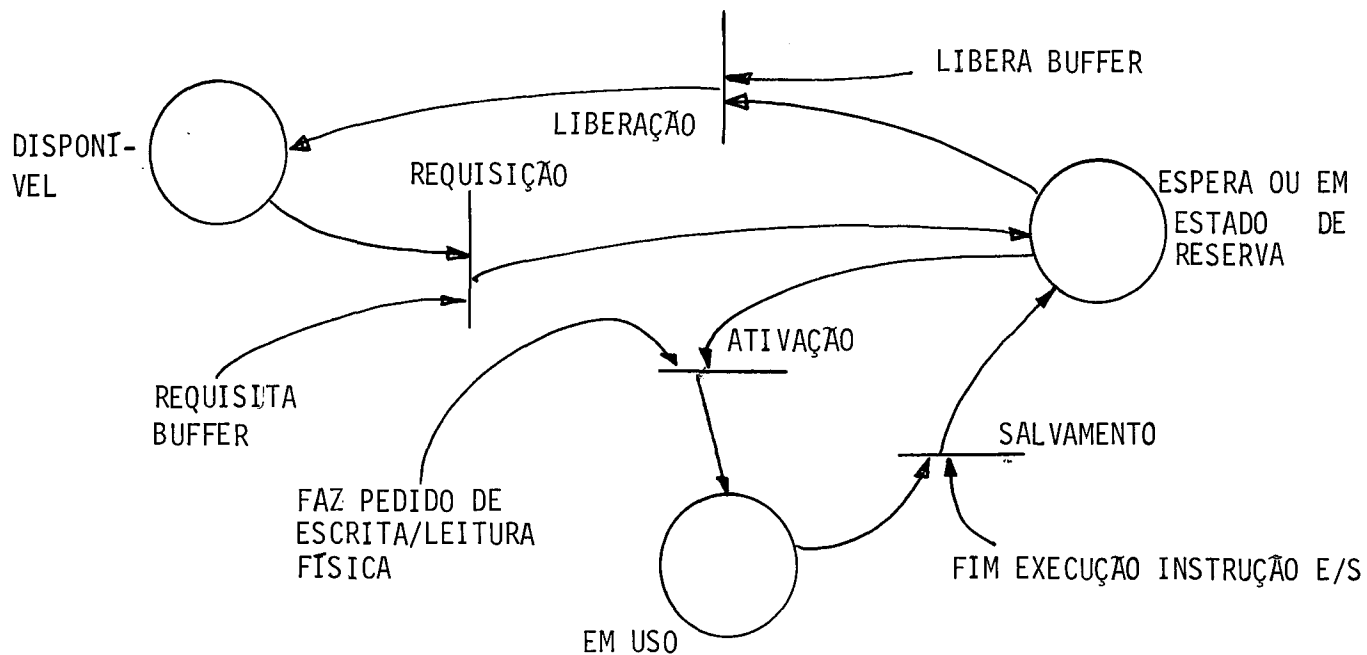 LIBERA BUFFER
LIBERAÇÃO
DISPONÍ-
VEL
REQUISIÇÃO
ESPERA OU EM
ESTADO DE
RESERVA
ATIVAÇÃO
REQUISITA
BUFFER
SALVAMENTO
FAZ PEDIDO DE
ESCRITA/LEITURA
FÍSICA
FIM EXECUÇÃO INSTRUÇÃO E/S
EM USO